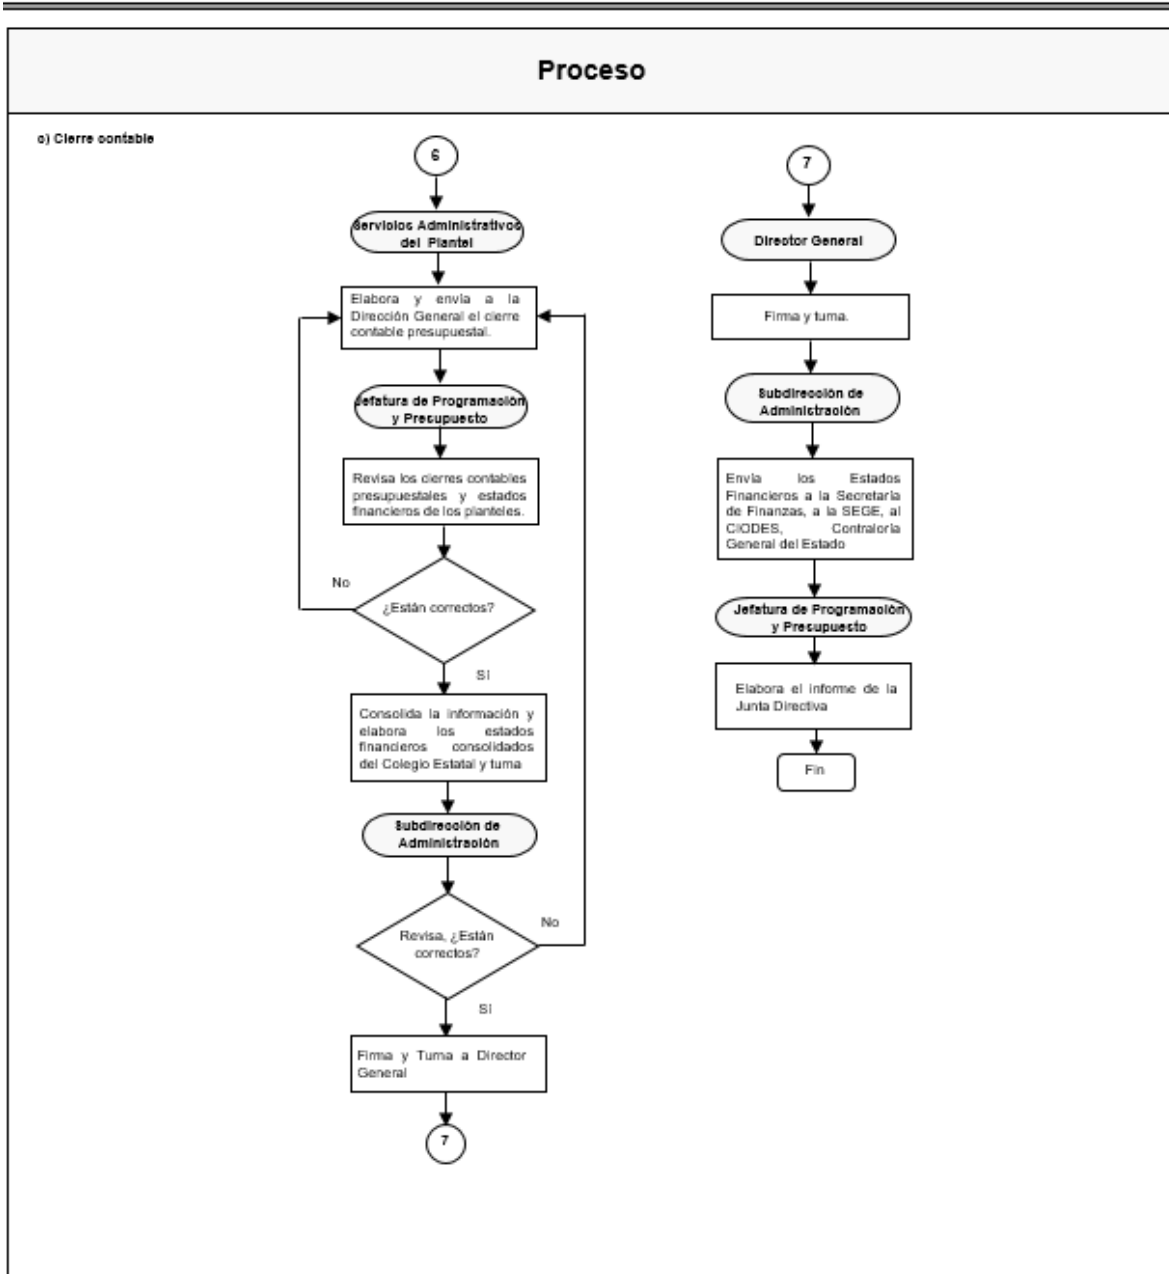 Proceso
c) Cierre contable
6
Servicios Administrativos
del Plantel
Elabora y envía a la
Dirección General el cierre
contable presupuestal.
Jefatura de Programación
y Presupuesto
Revisa los cierres contables
presupuestales y estados
financieros de los planteles.
No
¿Están correctos?
Sí
Consolida la información y
elabora los estados
financieros consolidados
del Colegio Estatal y turna
Subdirección de
Administración
No
Revisa, ¿Están
correctos?
Sí
Firma y Turna a Director
General
7
7
Director General
Firma y turna.
Subdirección de
Administración
Envía los Estados
Financieros a la Secretaría
de Finanzas, a la SEGE, al
CIODES, Contraloría
General del Estado
Jefatura de Programación
y Presupuesto
Elabora el informe de la
Junta Directiva
Fin